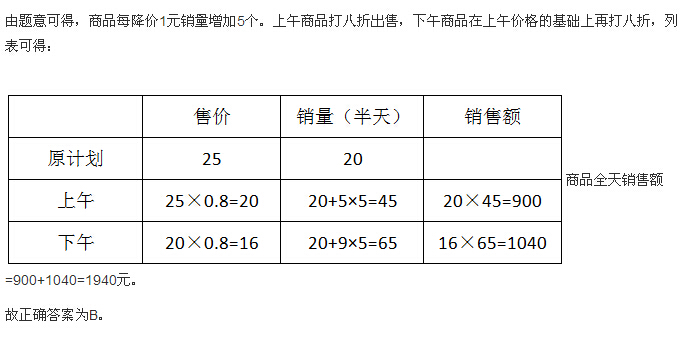 由题意可得，商品每降价1元销量增加5个。上午商品打八折出售，下午商品在上午价格的基础上再打八折，列
表可得：
售价 销量（半天） 销售额
原计划 25 20
上午 25×0.8=20 20+5×5=45 20×45=900
下午 20×0.8=16 20+9×5=65 16×65=1040
商品全天销售额
=900+1040=1940元。
故正确答案为B。